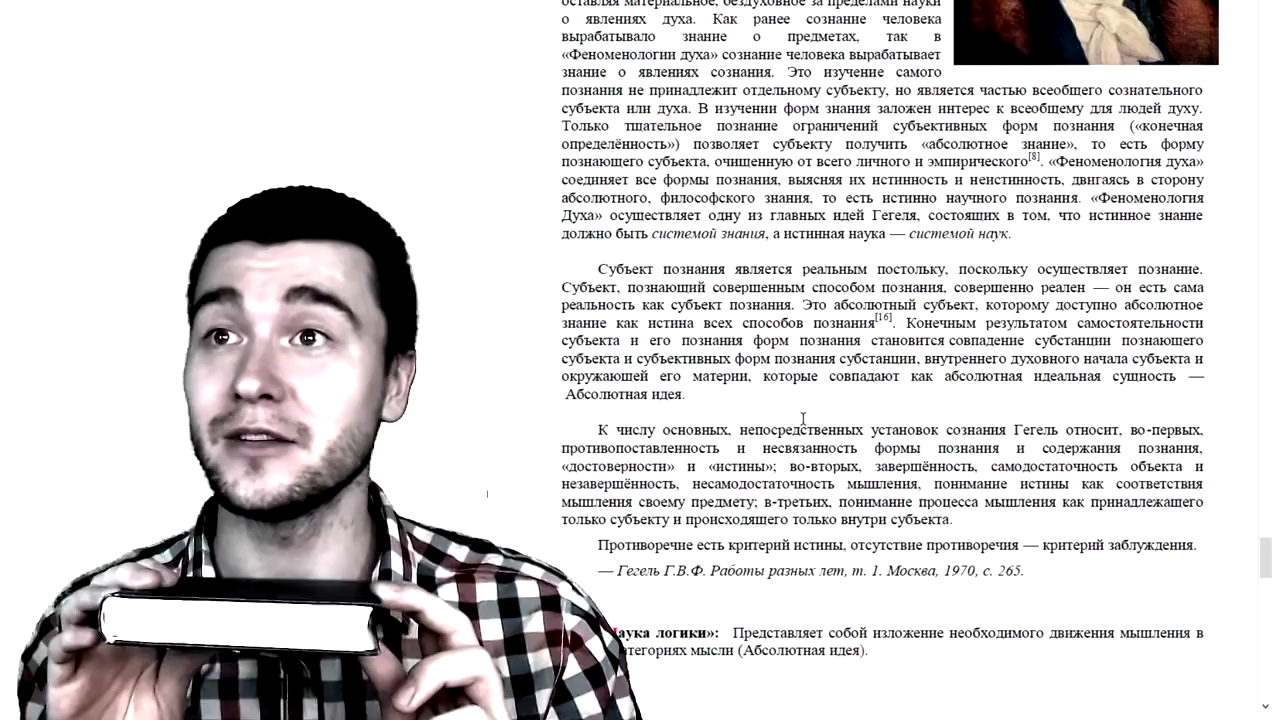 оставляя материальное, бездуховное за пределами науки
о явлениях духа. Как ранее сознание человека
вырабатывало знание о предметах, так в
«Феноменологии духа» сознание человека вырабатывает
знание о явлениях сознания. Это изучение самого
познания не принадлежит отдельному субъекту, но является частью всеобщего сознательного
субъекта или духа. В изучении форм знания заложен интерес к всеобщему для людей духу.
Только тщательное познание ограничений субъективных форм познания («конечная
определённость») позволяет субъекту получить «абсолютное знание», то есть форму
познающего субъекта, очищенную от всего личного и эмпирического[8]. «Феноменология духа»
соединяет все формы познания, выясняя их истинность и неистинность, двигаясь в сторону
абсолютного, философского знания, то есть истинно научного познания. «Феноменология
Духа» осуществляет одну из главных идей Гегеля, состоящих в том, что истинное знание
должно быть системой знания, а истинная наука — системой наук.
Субъект познания является реальным постольку, поскольку осуществляет познание.
Субъект, познающий совершенным способом познания, совершенно реален — он есть сама
реальность как субъект познания. Это абсолютный субъект, которому доступно абсолютное
знание как истина всех способов познания[16]. Конечным результатом самостоятельности
субъекта и его познания форм познания становится совпадение субстанции познающего
субъекта и субъективных форм познания субстанции, внутреннего духовного начала субъекта и
окружающей его материи, которые совпадают как абсолютная идеальная сущность —
Абсолютная идея.
К числу основных, непосредственных установок сознания Гегель относит, во-первых,
противопоставленность и несвязанность формы познания и содержания познания,
«достоверности» и «истины»; во-вторых, завершённость, самодостаточность объекта и
незавершённость, несамодостаточность мышления, понимание истины как соответствия
мышления своему предмету; в-третьих, понимание процесса мышления как принадлежащего
только субъекту и происходящего только внутри субъекта.
Противоречие есть критерий истины, отсутствие противоречия — критерий заблуждения.
— Гегель Г.В.Ф. Работы разных лет, т. 1. Москва, 1970, с. 265.
аука логики»: Представляет собой изложение необходимого движения мышления в
атегориях мысли (Абсолютная идея).